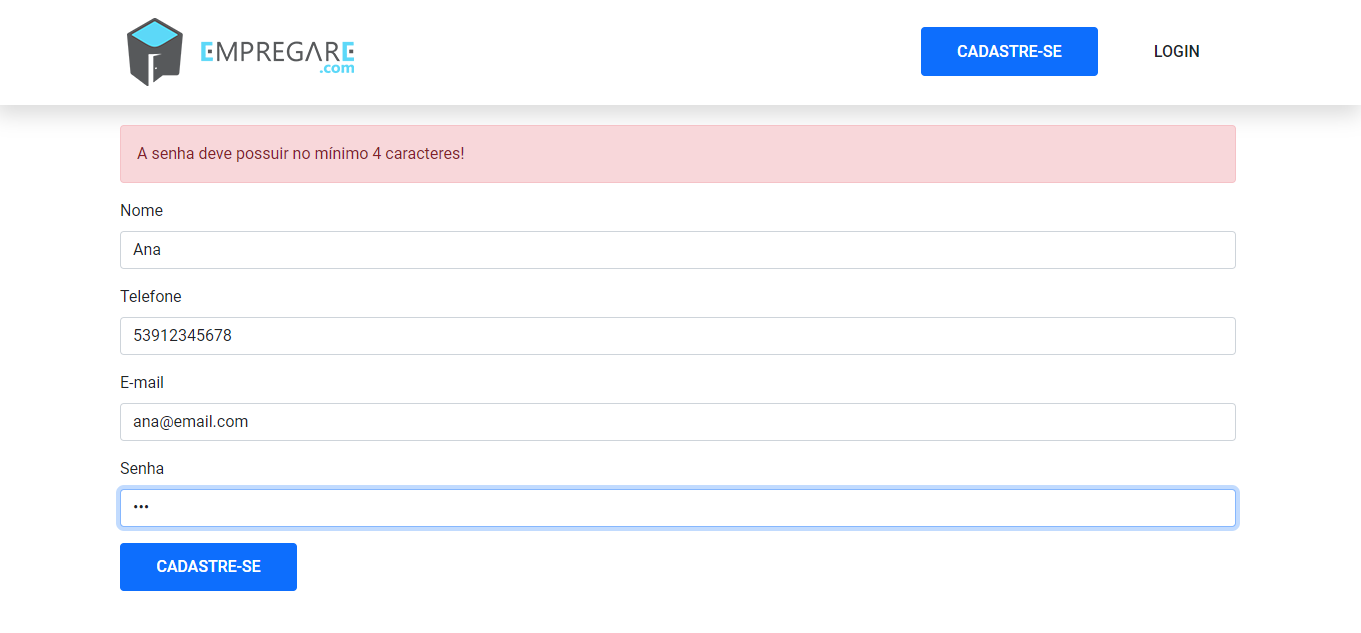 EMPREGARE
.com
CADASTRE-SE
LOGIN
A senha deve possuir no mínimo 4 caracteres!
Nome
Ana
Telefone
53912345678
E-mail
ana@email.com
Senha
•••
CADASTRE-SE